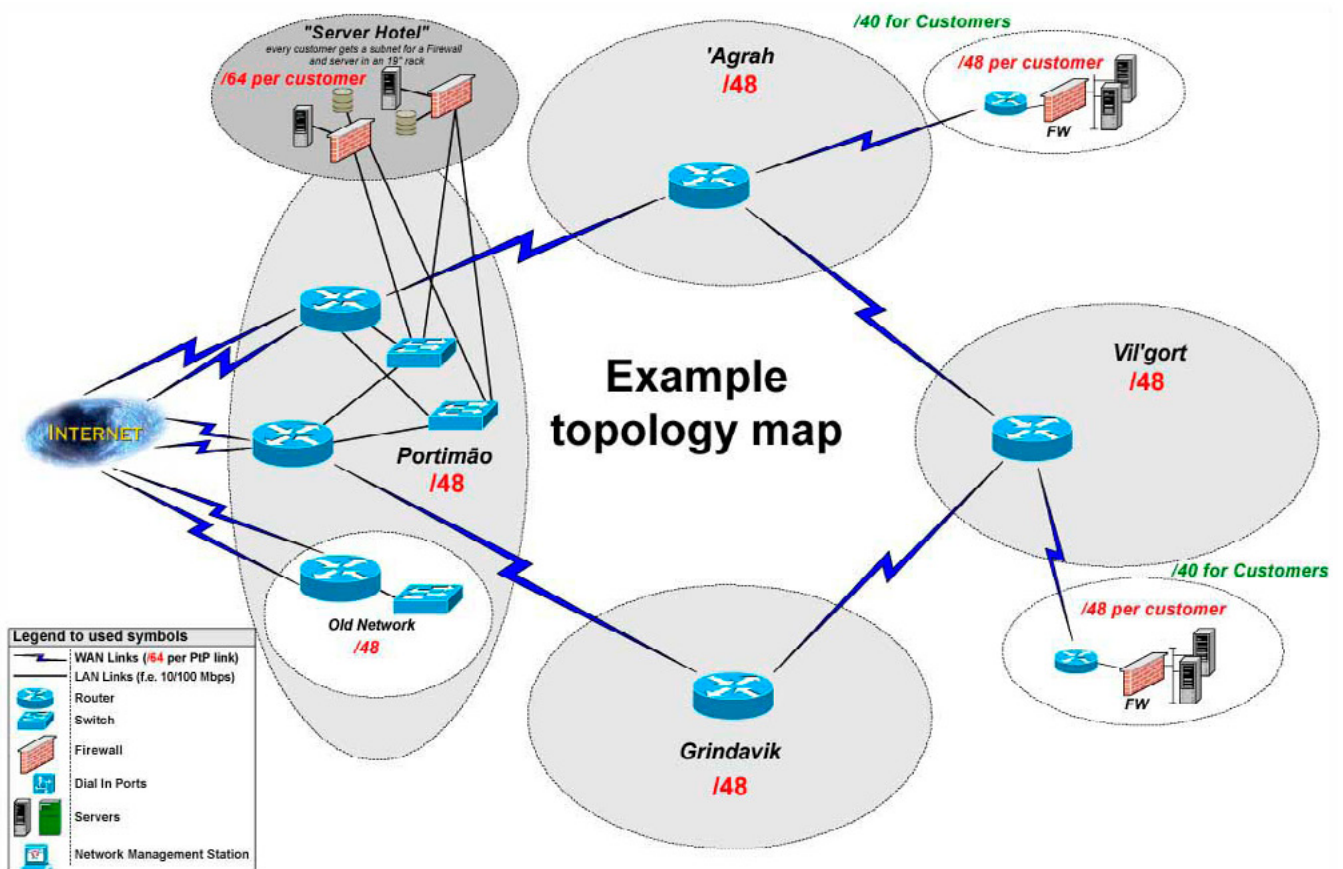 "Server Hotel"
every customer gets a subnet for a Firewall
and server in an 19" rack
/64 per customer
'Agrah
/48
/40 for Customers
/48 per customer
FW
Vil'gort
/48
Example
topology map
INTERNET
Portimão
/48
Old Network
/48
Grindavik
/48
/40 for Customers
/48 per customer
FW
Legend to used symbols
WAN Links (/64 per PtP link)
LAN Links (f.e. 10/100 Mbps)
Router
Switch
Firewall
Dial In Ports
Servers
Network Management Station